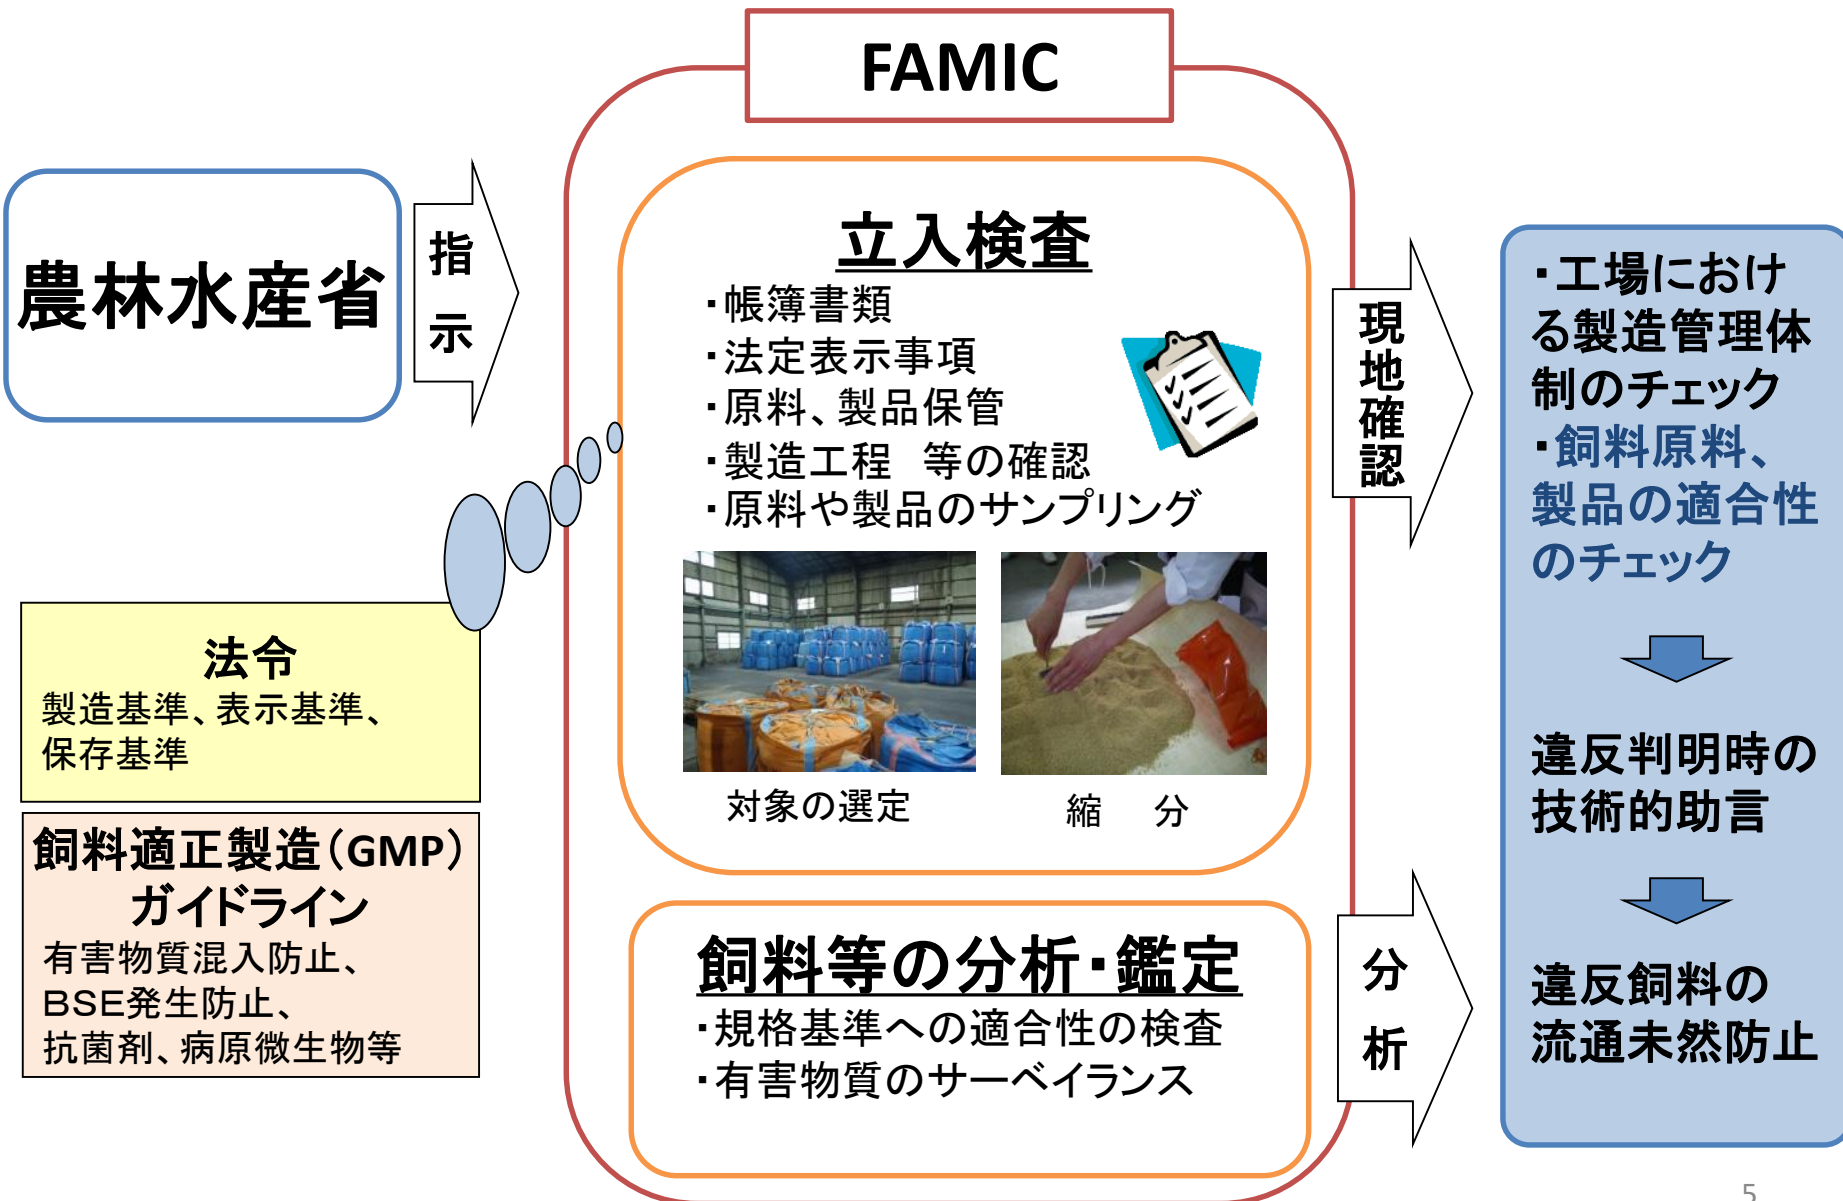 FAMIC
農林水産省
指
示
立入検査
・帳簿書類
・法定表示事項
・原料、製品保管
・製造工程　等の確認
・原料や製品のサンプリング
対象の選定
縮　分
法令
製造基準、表示基準、
保存基準
飼料適正製造（GMP）
ガイドライン
有害物質混入防止、
BSE発生防止、
抗菌剤、病原微生物等
飼料等の分析・鑑定
・規格基準への適合性の検査
・有害物質のサーベイランス
現
地
確
認
分
析
・工場におけ
る製造管理体
制のチェック
・飼料原料、
製品の適合性
のチェック
違反判明時の
技術的助言
違反飼料の
流通未然防止
5